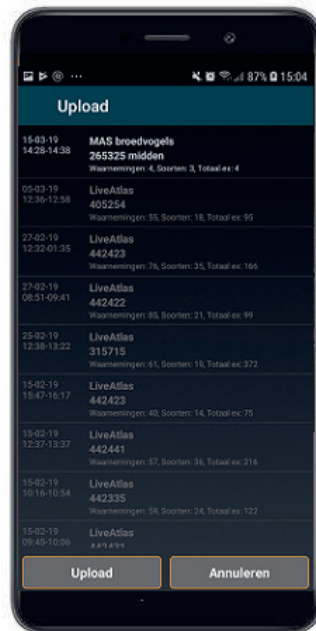 87% 15:04
Upload
15-03-19
14:28-14:38
MAS broedvogels
265325 midden
Waarnemingen: 4, Soorten: 3, Totaal ex: 4
05-03-19
12:36-12:58
LiveAtlas
405254
Waarnemingen: 55, Soorten: 18, Totaal ex: 95
27-02-19
12:32-01:35
LiveAtlas
442423
Waarnemingen: 76, Soorten: 35, Totaal ex: 166
27-02-19
08:51-09:41
LiveAtlas
442422
Waarnemingen: 85, Soorten: 21, Totaal ex: 99
25-02-19
12:38-13:22
LiveAtlas
315715
Waarnemingen: 61, Soorten: 19, Totaal ex: 372
15-02-19
15:47-16:17
LiveAtlas
442423
Waarnemingen: 40, Soorten: 14, Totaal ex: 75
15-02-19
12:37-13:37
LiveAtlas
442441
Waarnemingen: 57, Soorten: 36, Totaal ex: 216
15-02-19
10:16-10:54
LiveAtlas
442335
Waarnemingen: 59, Soorten: 24, Totaal ex: 122
15-02-19
09:45-10:06
LiveAtlas
Upload
Annuleren